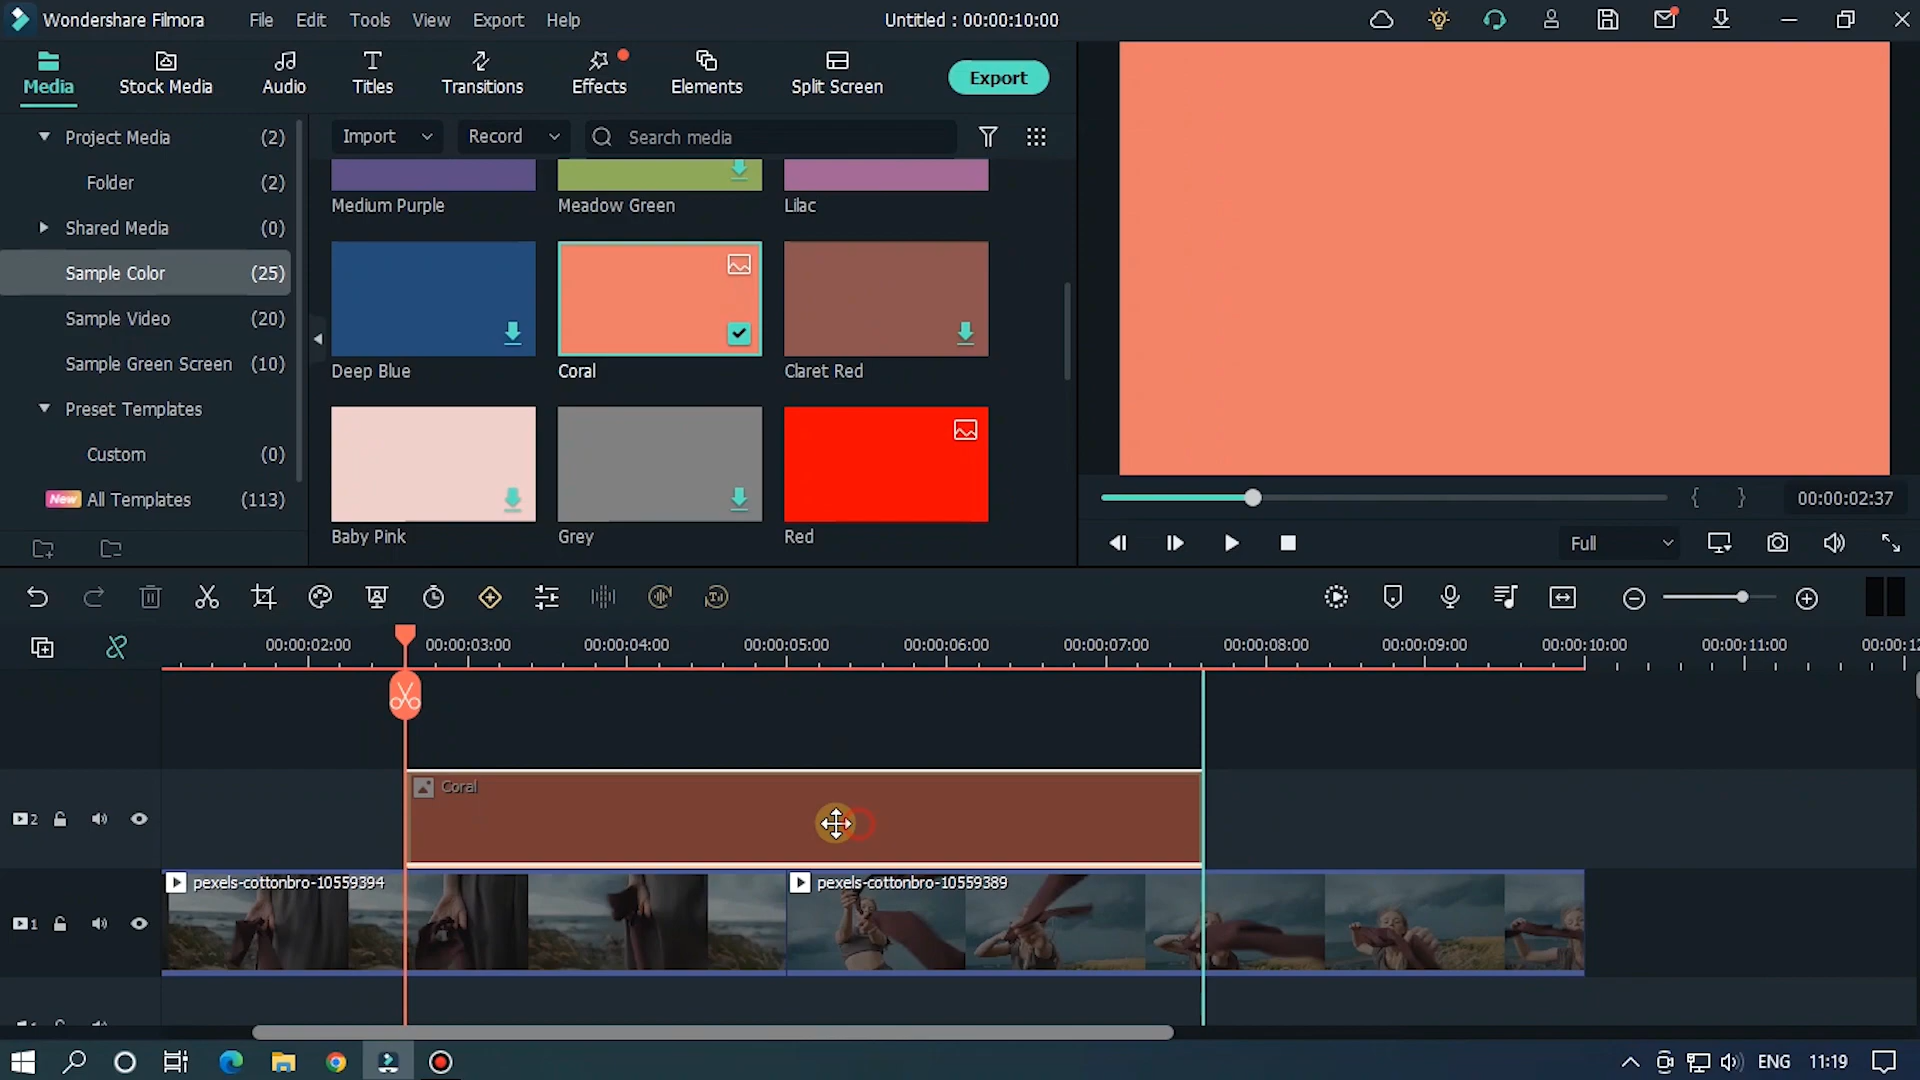 Wondershare Filmora
File
Edit
Tools
View
Export
Help
Untitled : 00:00:10:00
Media
Stock Media
Audio
Titles
Transitions
Effects
Elements
Split Screen
Export
Project Media (2)
Folder (2)
Shared Media (0)
Sample Color (25)
Sample Video (20)
Sample Green Screen (10)
Preset Templates
Custom (0)
New All Templates (113)
Import
Record
Search media
Medium Purple
Meadow Green
Lilac
Deep Blue
Coral
Claret Red
Baby Pink
Grey
Red
00:00:02:37
Full
00:00:02:00
00:00:03:00
00:00:04:00
00:00:05:00
00:00:06:00
00:00:07:00
00:00:08:00
00:00:09:00
00:00:10:00
00:00:11:00
00:00:12
Coral
2
pexels-cottonbro-10559394
pexels-cottonbro-10559389
1
ENG
11:19